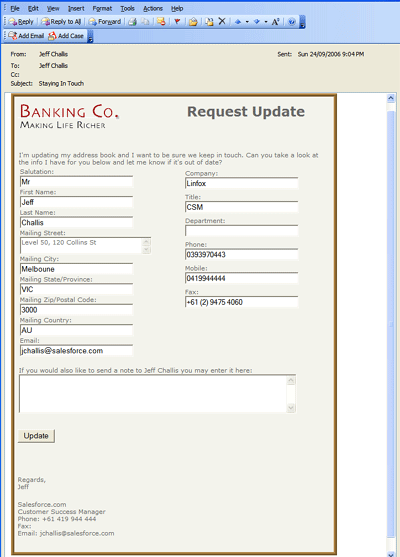 File Edit View Insert Format Tools Actions Help
Reply Reply to All Forward
Add Email Add Case
From: Jeff Challis Sent: Sun 24/09/2006 9:04 PM
To: Jeff Challis
Cc:
Subject: Staying In Touch
BANKING CO.
MAKING LIFE RICHER
Request Update
I'm updating my address book and I want to be sure we keep in touch. Can you take a look at
the info I have for you below and let me know if it's out of date?
Salutation:
Mr
First Name:
Jeff
Last Name:
Challis
Mailing Street:
Level 50, 120 Collins St
Mailing City:
Melboune
Mailing State/Province:
VIC
Mailing Zip/Postal Code:
3000
Mailing Country:
AU
Email:
jchallis@salesforce.com
Company:
Linfox
Title:
CSM
Department:
Phone:
0393970443
Mobile:
0419944444
Fax:
+61 (2) 9475 4060
If you would also like to send a note to Jeff Challis you may enter it here:
Update
Regards,
Jeff
Salesforce.com
Customer Success Manager
Phone: +61 419 944 444
Fax:
Email: jchallis@salesforce.com